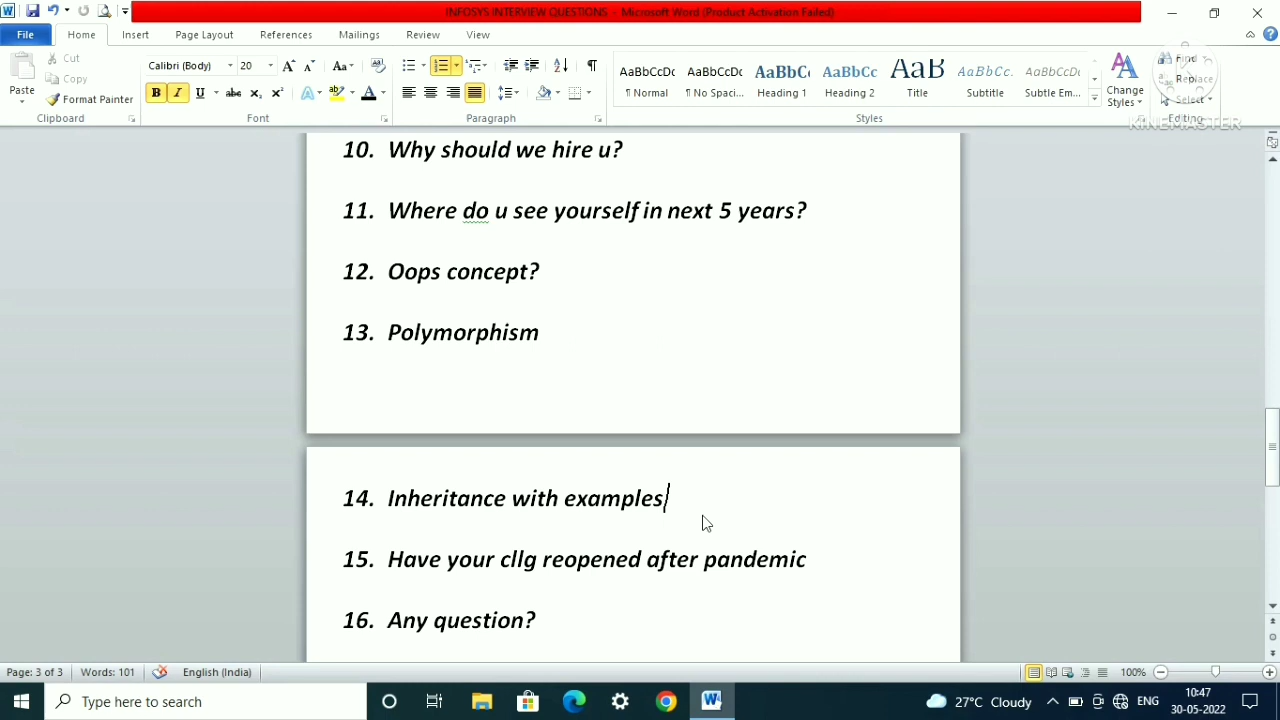 INFOSYS INTERVIEW QUESTIONS - Microsoft Word (Product Activation Failed)
File Home Insert Page Layout References Mailings Review View
Cut
Copy
Format Painter
Paste
Clipboard
Calibri (Body) 20
Font
Paragraph
AaBbCcDc AaBbCcDc AaBbCc AaBbCc AaB AaBbCc. AaBbCcDc
¶ Normal ¶ No Spaci... Heading 1 Heading 2 Title Subtitle Subtle Em...
Styles
Change
Styles
Find
Replace
Select
Editing
KINEMASTER
10. Why should we hire u?
11. Where do u see yourself in next 5 years?
12. Oops concept?
13. Polymorphism
14. Inheritance with examples
15. Have your cllg reopened after pandemic
16. Any question?
Page: 3 of 3 Words: 101 English (India) 100%
Type here to search
27°C Cloudy ENG
10:47
30-05-2022